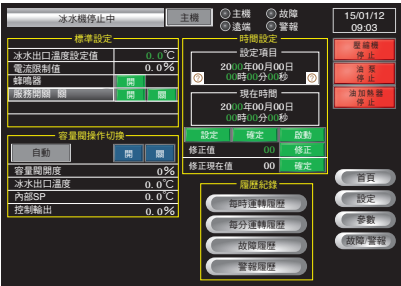 冰水機停止中 主機 主機 故障 遠端 警報 15/01/12 09:03
標準設定
冰水出口溫度設定值 0.0℃
電流限制值 0.0%
蜂鳴器 開
服務開關 關 開 關
容量閥操作切換
自動 開 關
容量閥開度 0%
冰水出口溫度 0.0℃
內部SP 0.0℃
控制輸出 0.0%
時間設定
設定項目
2000年00月00日
00時00分00秒
現在時間
2000年00月00日
00時00分00秒
設定 確定 啟動
修正值 00 修正
修正現在值 00 確定
履歷紀錄
每時運轉履歷
每分運轉履歷
故障履歷
警報履歷
壓縮機
停止
油泵
停止
油加熱器
停止
首頁
設定
參數
故障/警報